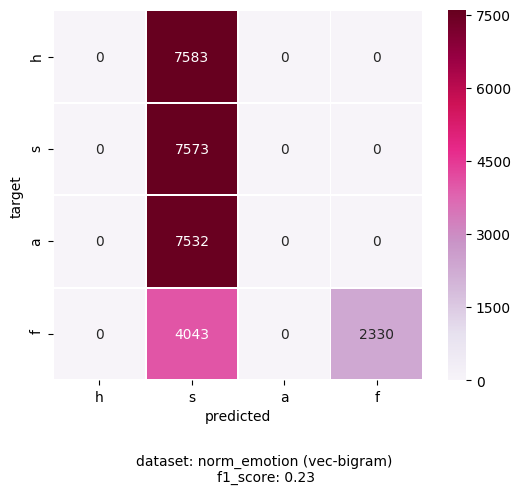 h 0 7583 0 0
s 0 7573 0 0
a 0 7532 0 0
f 0 4043 0 2330
h s a f
target
predicted
7500
6000
4500
3000
1500
0
dataset: norm_emotion (vec-bigram)
f1_score: 0.23